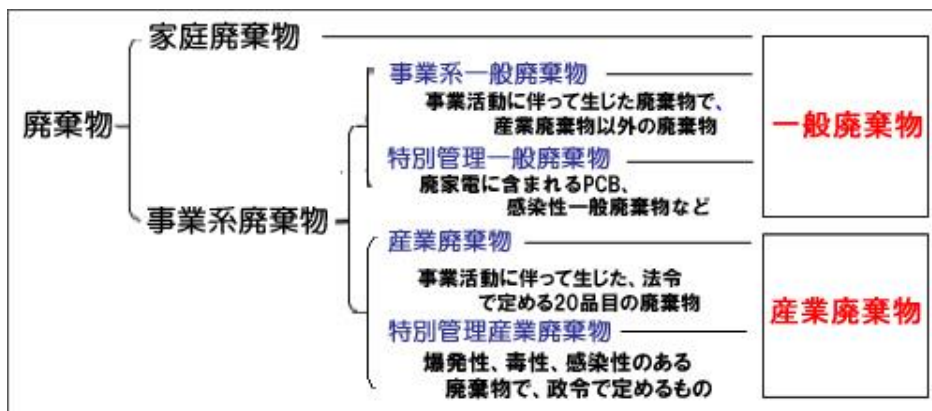 廃棄物
家庭廃棄物
事業系一般廃棄物
事業活動に伴って生じた廃棄物で、
産業廃棄物以外の廃棄物
特別管理一般廃棄物
廃家電に含まれるPCB、
感染性一般廃棄物など
一般廃棄物
事業系廃棄物
産業廃棄物
事業活動に伴って生じた、法令
で定める20品目の廃棄物
特別管理産業廃棄物
爆発性、毒性、感染性のある
廃棄物で、政令で定めるもの
産業廃棄物